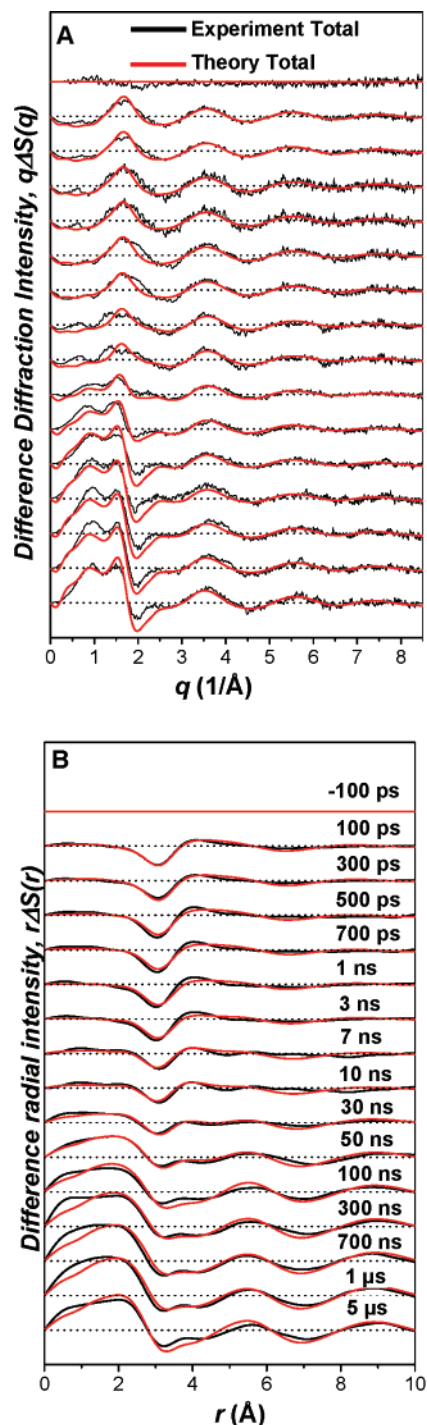 A
Experiment Total
Theory Total
Difference Diffraction Intensity, qΔS(q)
0 1 2 3 4 5 6 7 8
q (1/Å)
B
-100 ps
100 ps
300 ps
500 ps
700 ps
1 ns
3 ns
7 ns
10 ns
30 ns
50 ns
100 ns
300 ns
700 ns
1 µs
5 µs
Difference radial intensity, rΔS(r)
0 2 4 6 8 10
r (Å)